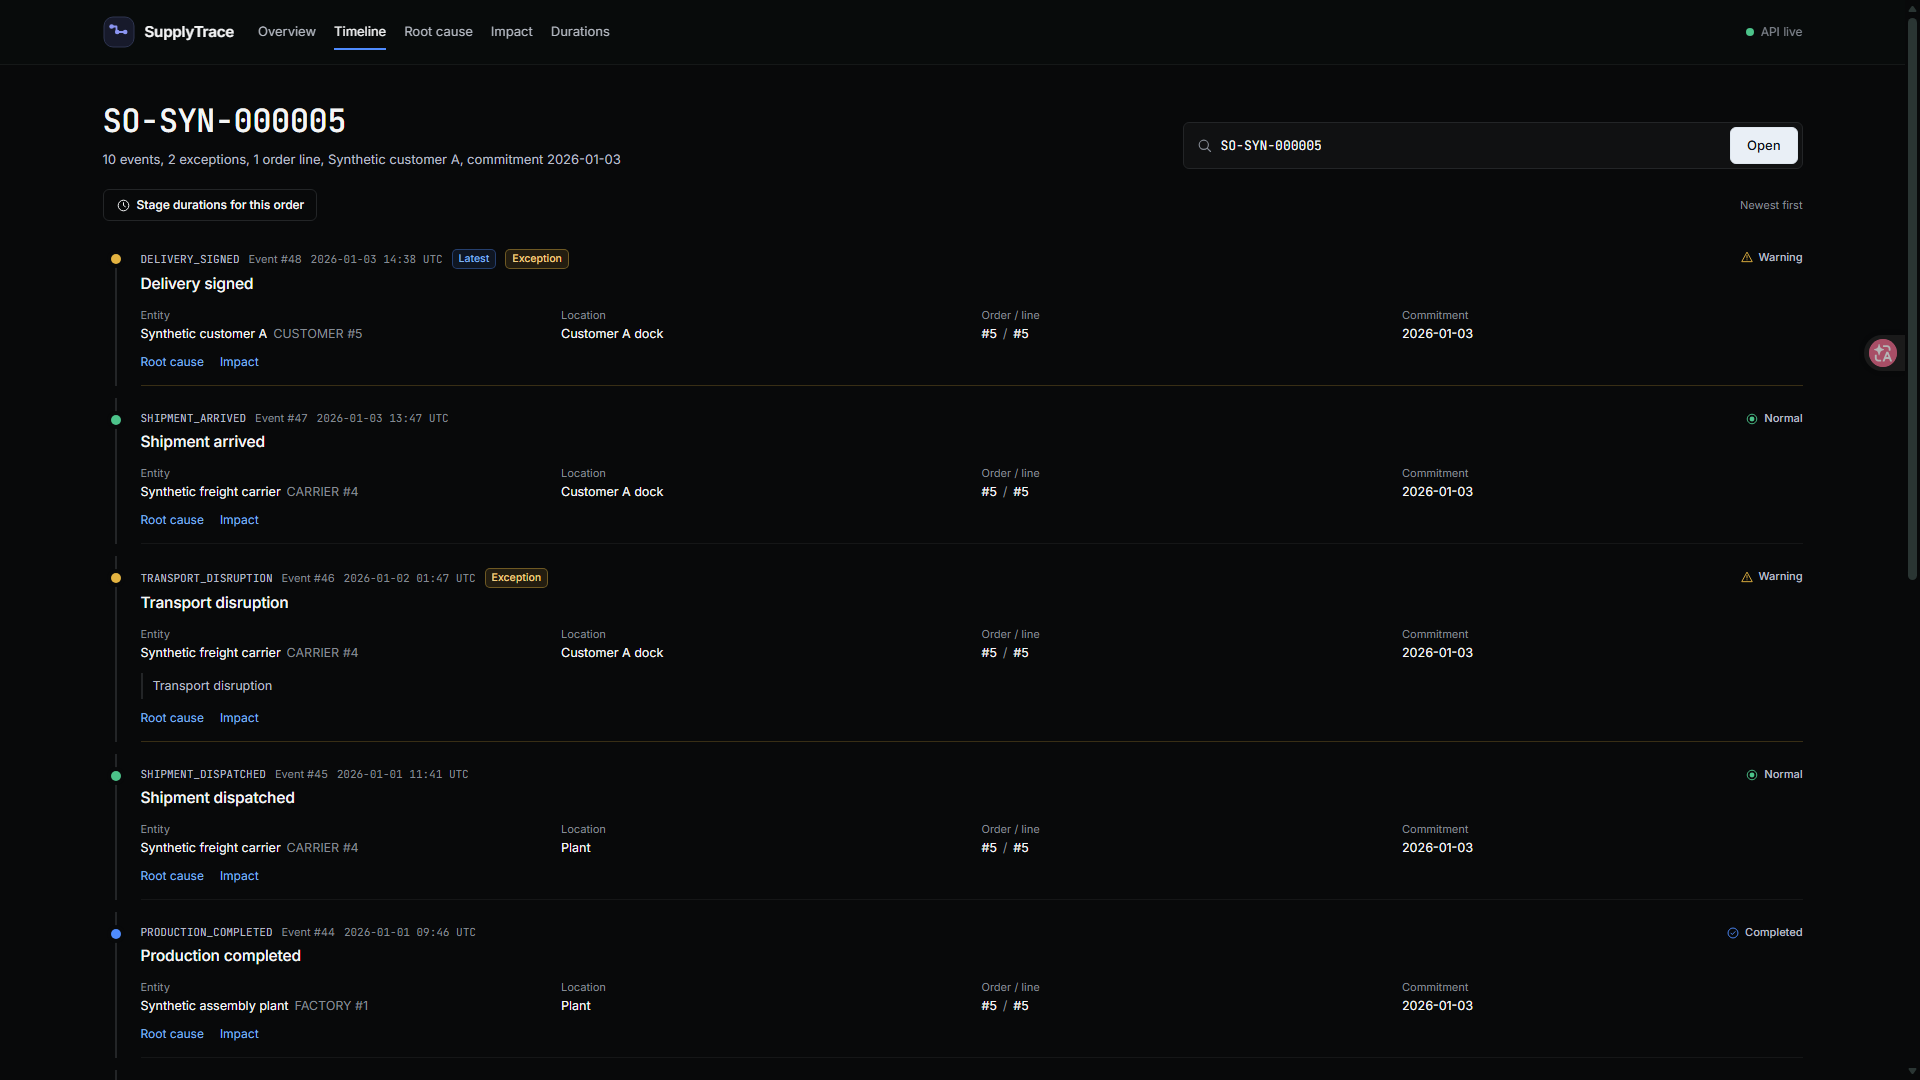 SupplyTrace Overview Timeline Root cause Impact Durations API live
SO-SYN-000005
10 events, 2 exceptions, 1 order line, Synthetic customer A, commitment 2026-01-03
SO-SYN-000005 Open
Stage durations for this order Newest first
DELIVERY_SIGNED Event #48 2026-01-03 14:38 UTC Latest Exception Warning
Delivery signed
Entity Location Order / line Commitment
Synthetic customer A CUSTOMER #5 Customer A dock #5 / #5 2026-01-03
Root cause Impact
SHIPMENT_ARRIVED Event #47 2026-01-03 13:47 UTC Normal
Shipment arrived
Entity Location Order / line Commitment
Synthetic freight carrier CARRIER #4 Customer A dock #5 / #5 2026-01-03
Root cause Impact
TRANSPORT_DISRUPTION Event #46 2026-01-02 01:47 UTC Exception Warning
Transport disruption
Entity Location Order / line Commitment
Synthetic freight carrier CARRIER #4 Customer A dock #5 / #5 2026-01-03
Transport disruption
Root cause Impact
SHIPMENT_DISPATCHED Event #45 2026-01-01 11:41 UTC Normal
Shipment dispatched
Entity Location Order / line Commitment
Synthetic freight carrier CARRIER #4 Plant #5 / #5 2026-01-03
Root cause Impact
PRODUCTION_COMPLETED Event #44 2026-01-01 09:46 UTC Completed
Production completed
Entity Location Order / line Commitment
Synthetic assembly plant FACTORY #1 Plant #5 / #5 2026-01-03
Root cause Impact